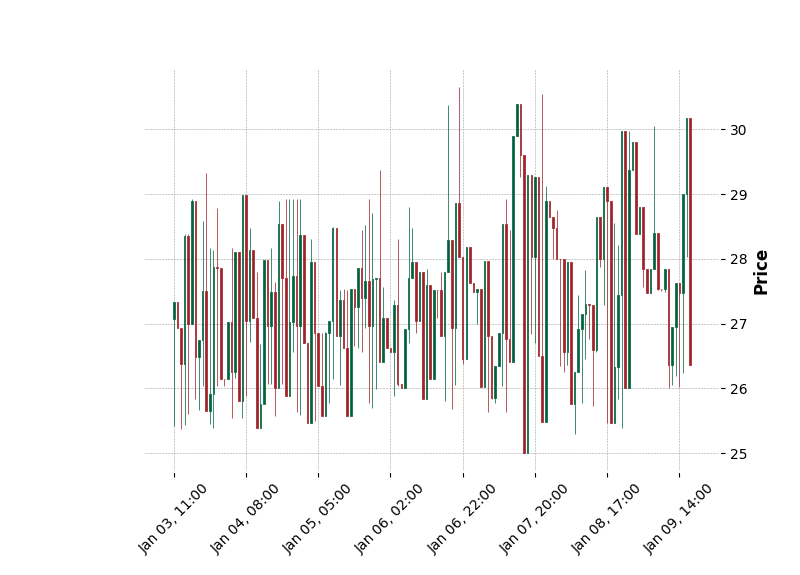 30
29
28
27
26
25
Price
Jan 03, 11:00
Jan 04, 08:00
Jan 05, 05:00
Jan 06, 02:00
Jan 06, 22:00
Jan 07, 20:00
Jan 08, 17:00
Jan 09, 14:00